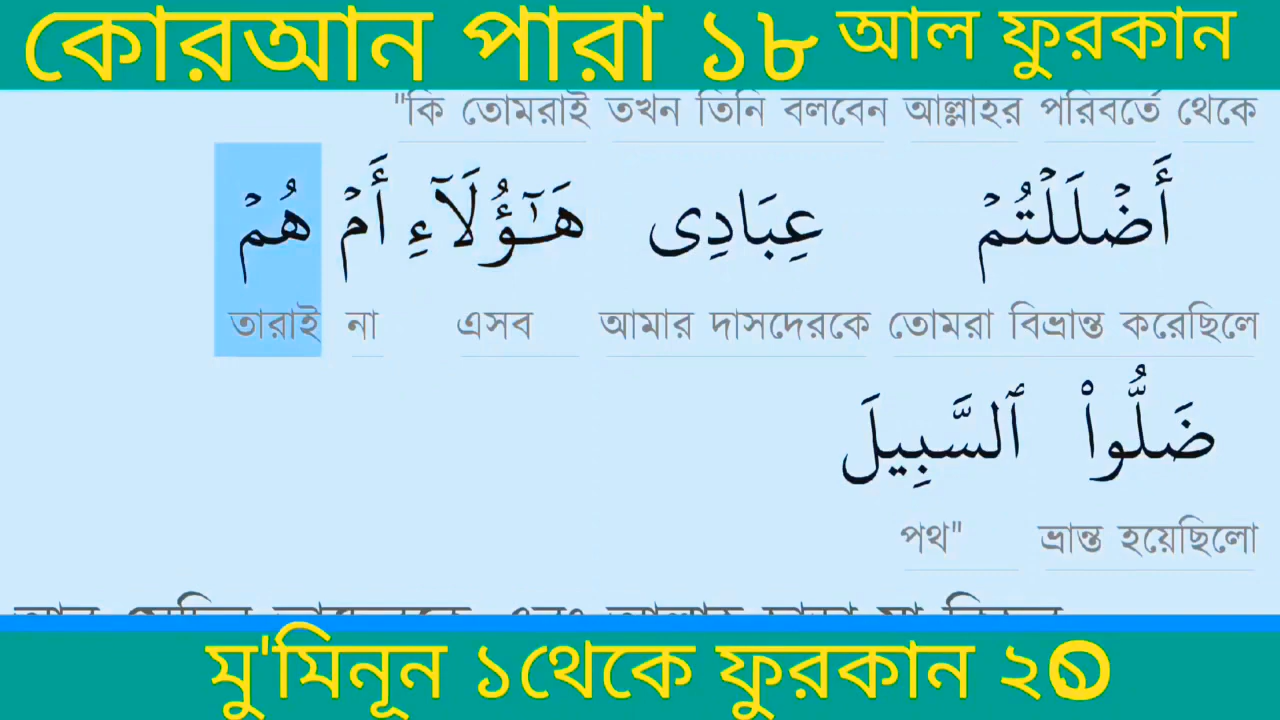 কোরআন পারা ১৮ আল ফুরকান
"কি তোমরাই তখন তিনি বলবেন আল্লাহর পরিবর্তে থেকে
أَضْلَلْتُمْ عِبَادِى هَـٰٓؤُلَآءِ أَمْ هُمْ
তারাই না এসব আমার দাসদেরকে তোমরা বিভ্রান্ত করেছিলে
ضَلُّوا۟ ٱلسَّبِيلَ
পথ" ভ্রান্ত হয়েছিলো
মু'মিনূন ১থেকে ফুরকান ২০